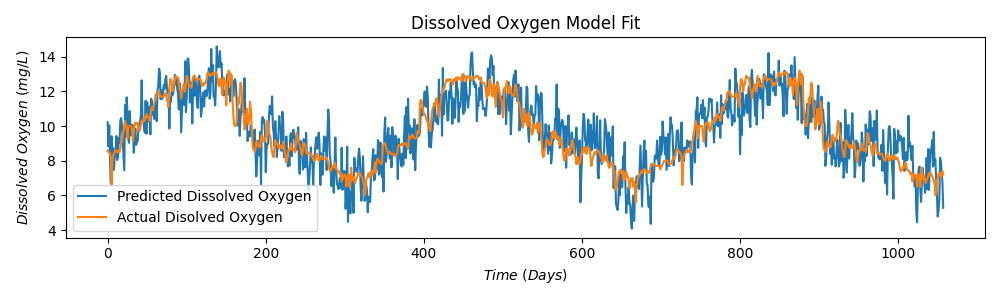 Dissolved Oxygen Model Fit
Dissolved Oxygen (mg/L)
14
12
10
8
6
4
Predicted Dissolved Oxygen
Actual Disolved Oxygen
0
200
400
600
800
1000
Time (Days)